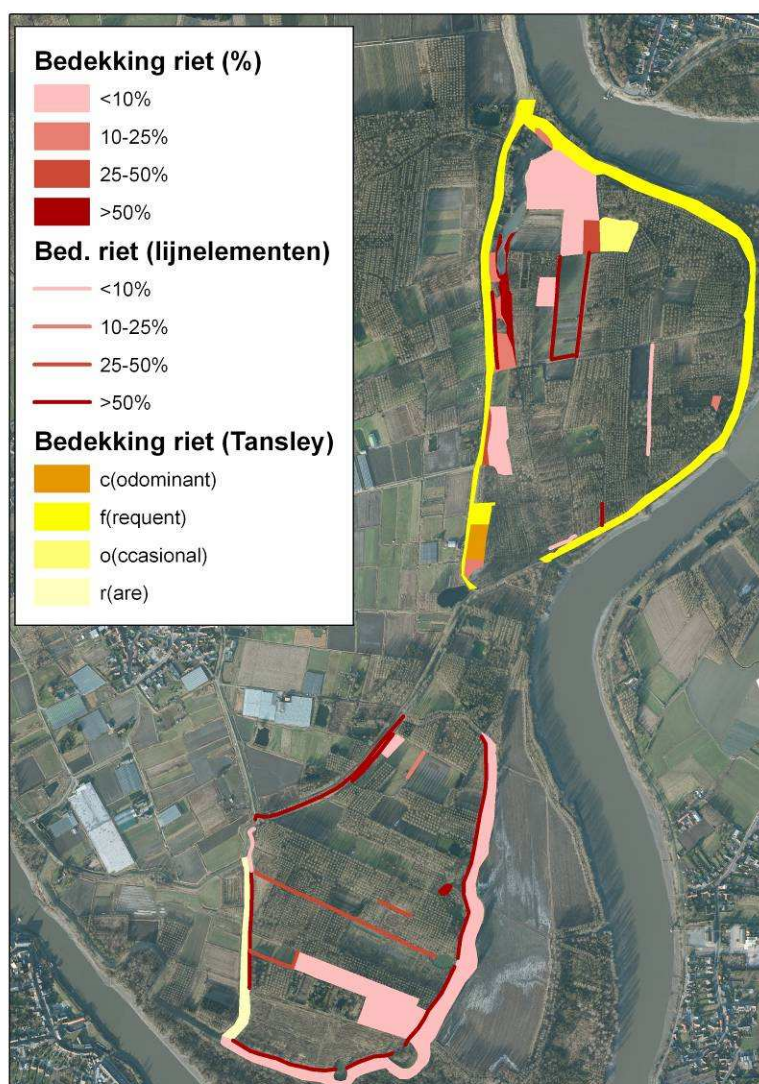 Bedekking riet (%)
<10%
10-25%
25-50%
>50%
Bed. riet (lijnelementen)
<10%
10-25%
25-50%
>50%
Bedekking riet (Tansley)
c(odominant)
f(requent)
o(ccasional)
r(are)